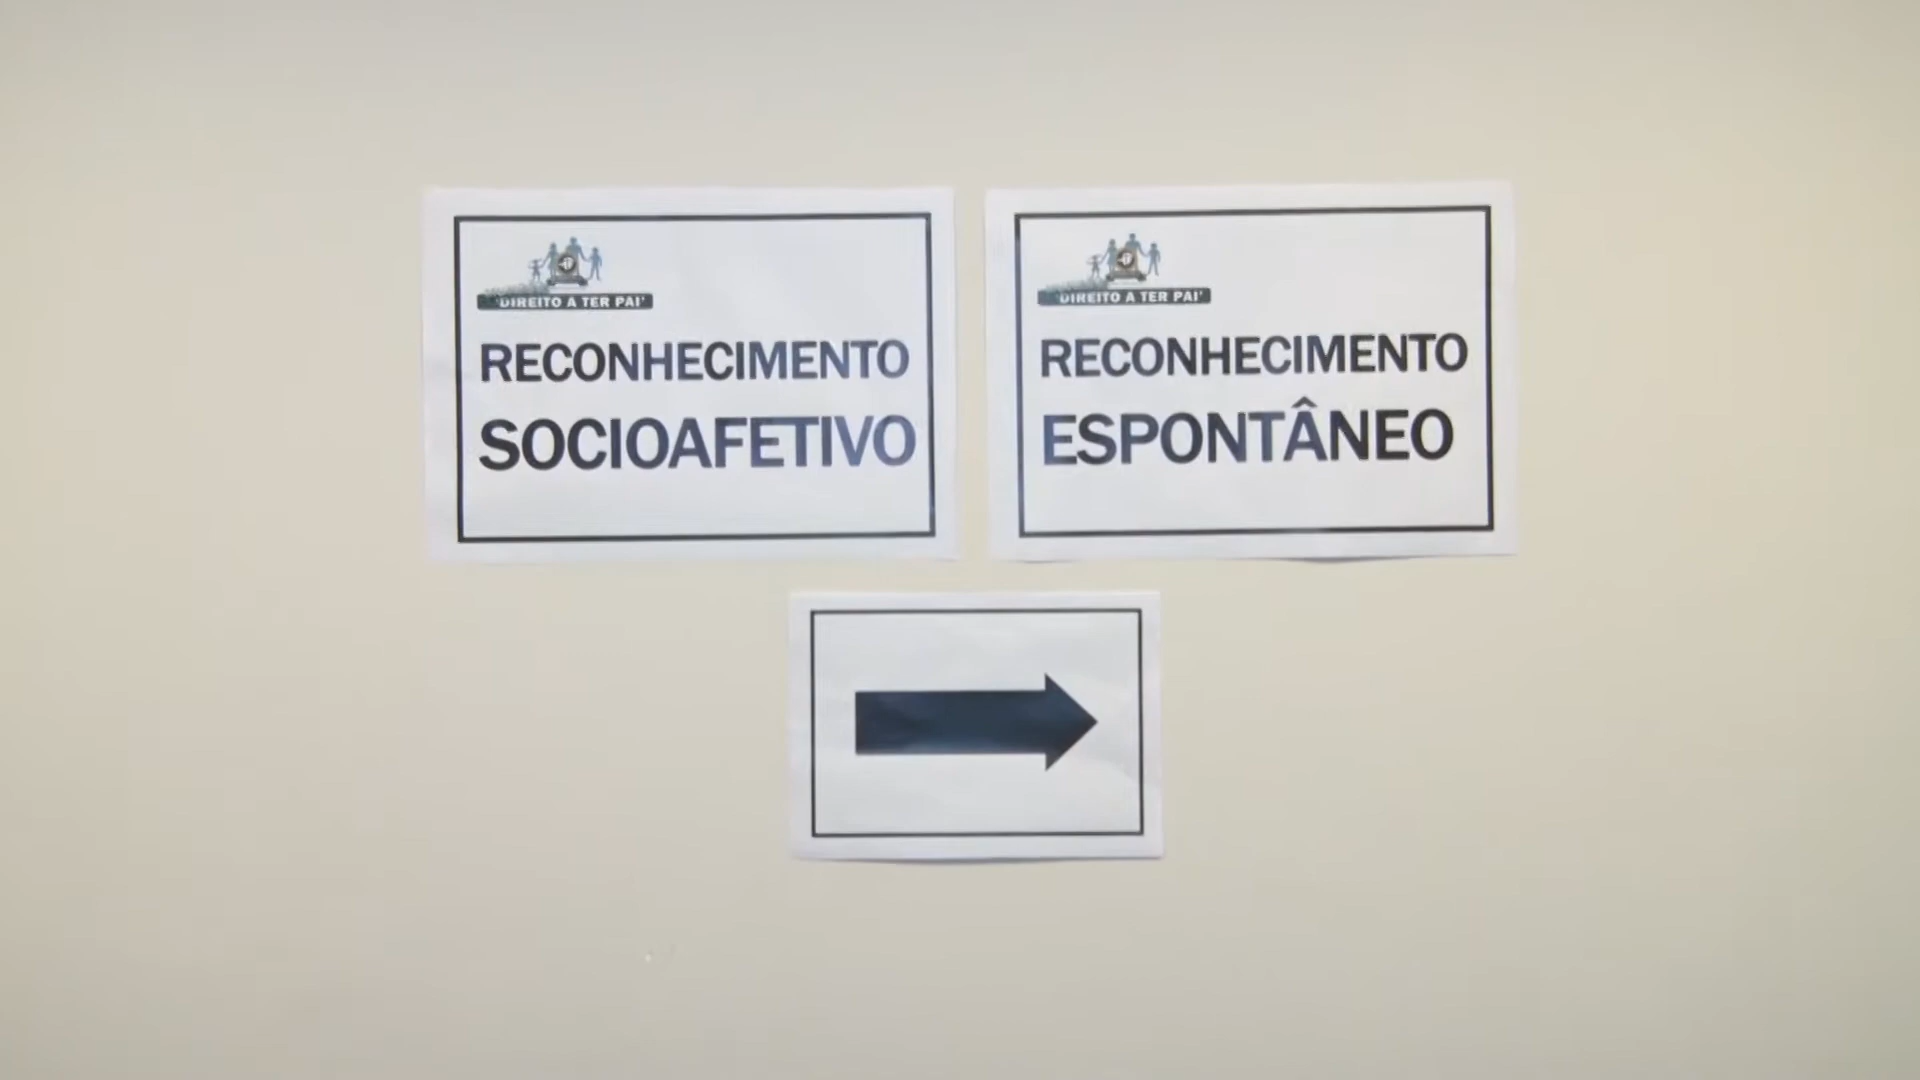 'DIREITO A TER PAI'
RECONHECIMENTO
SOCIOAFETIVO
'DIREITO A TER PAI'
RECONHECIMENTO
ESPONTÂNEO